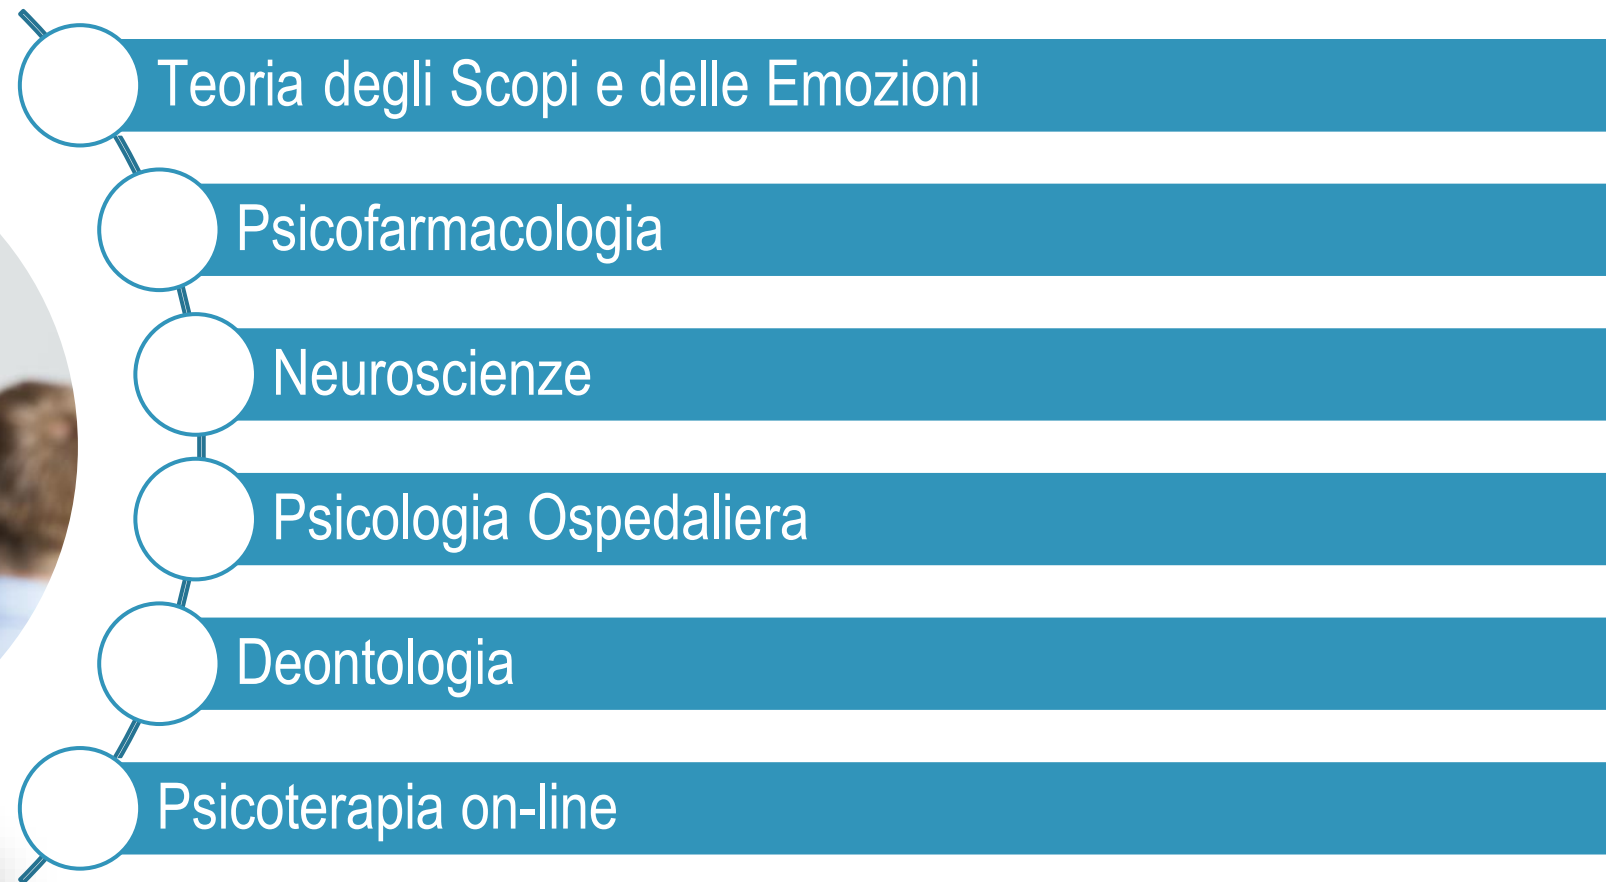 Teoria degli Scopi e delle Emozioni
Psicofarmacologia
Neuroscienze
Psicologia Ospedaliera
Deontologia
Psicoterapia on-line